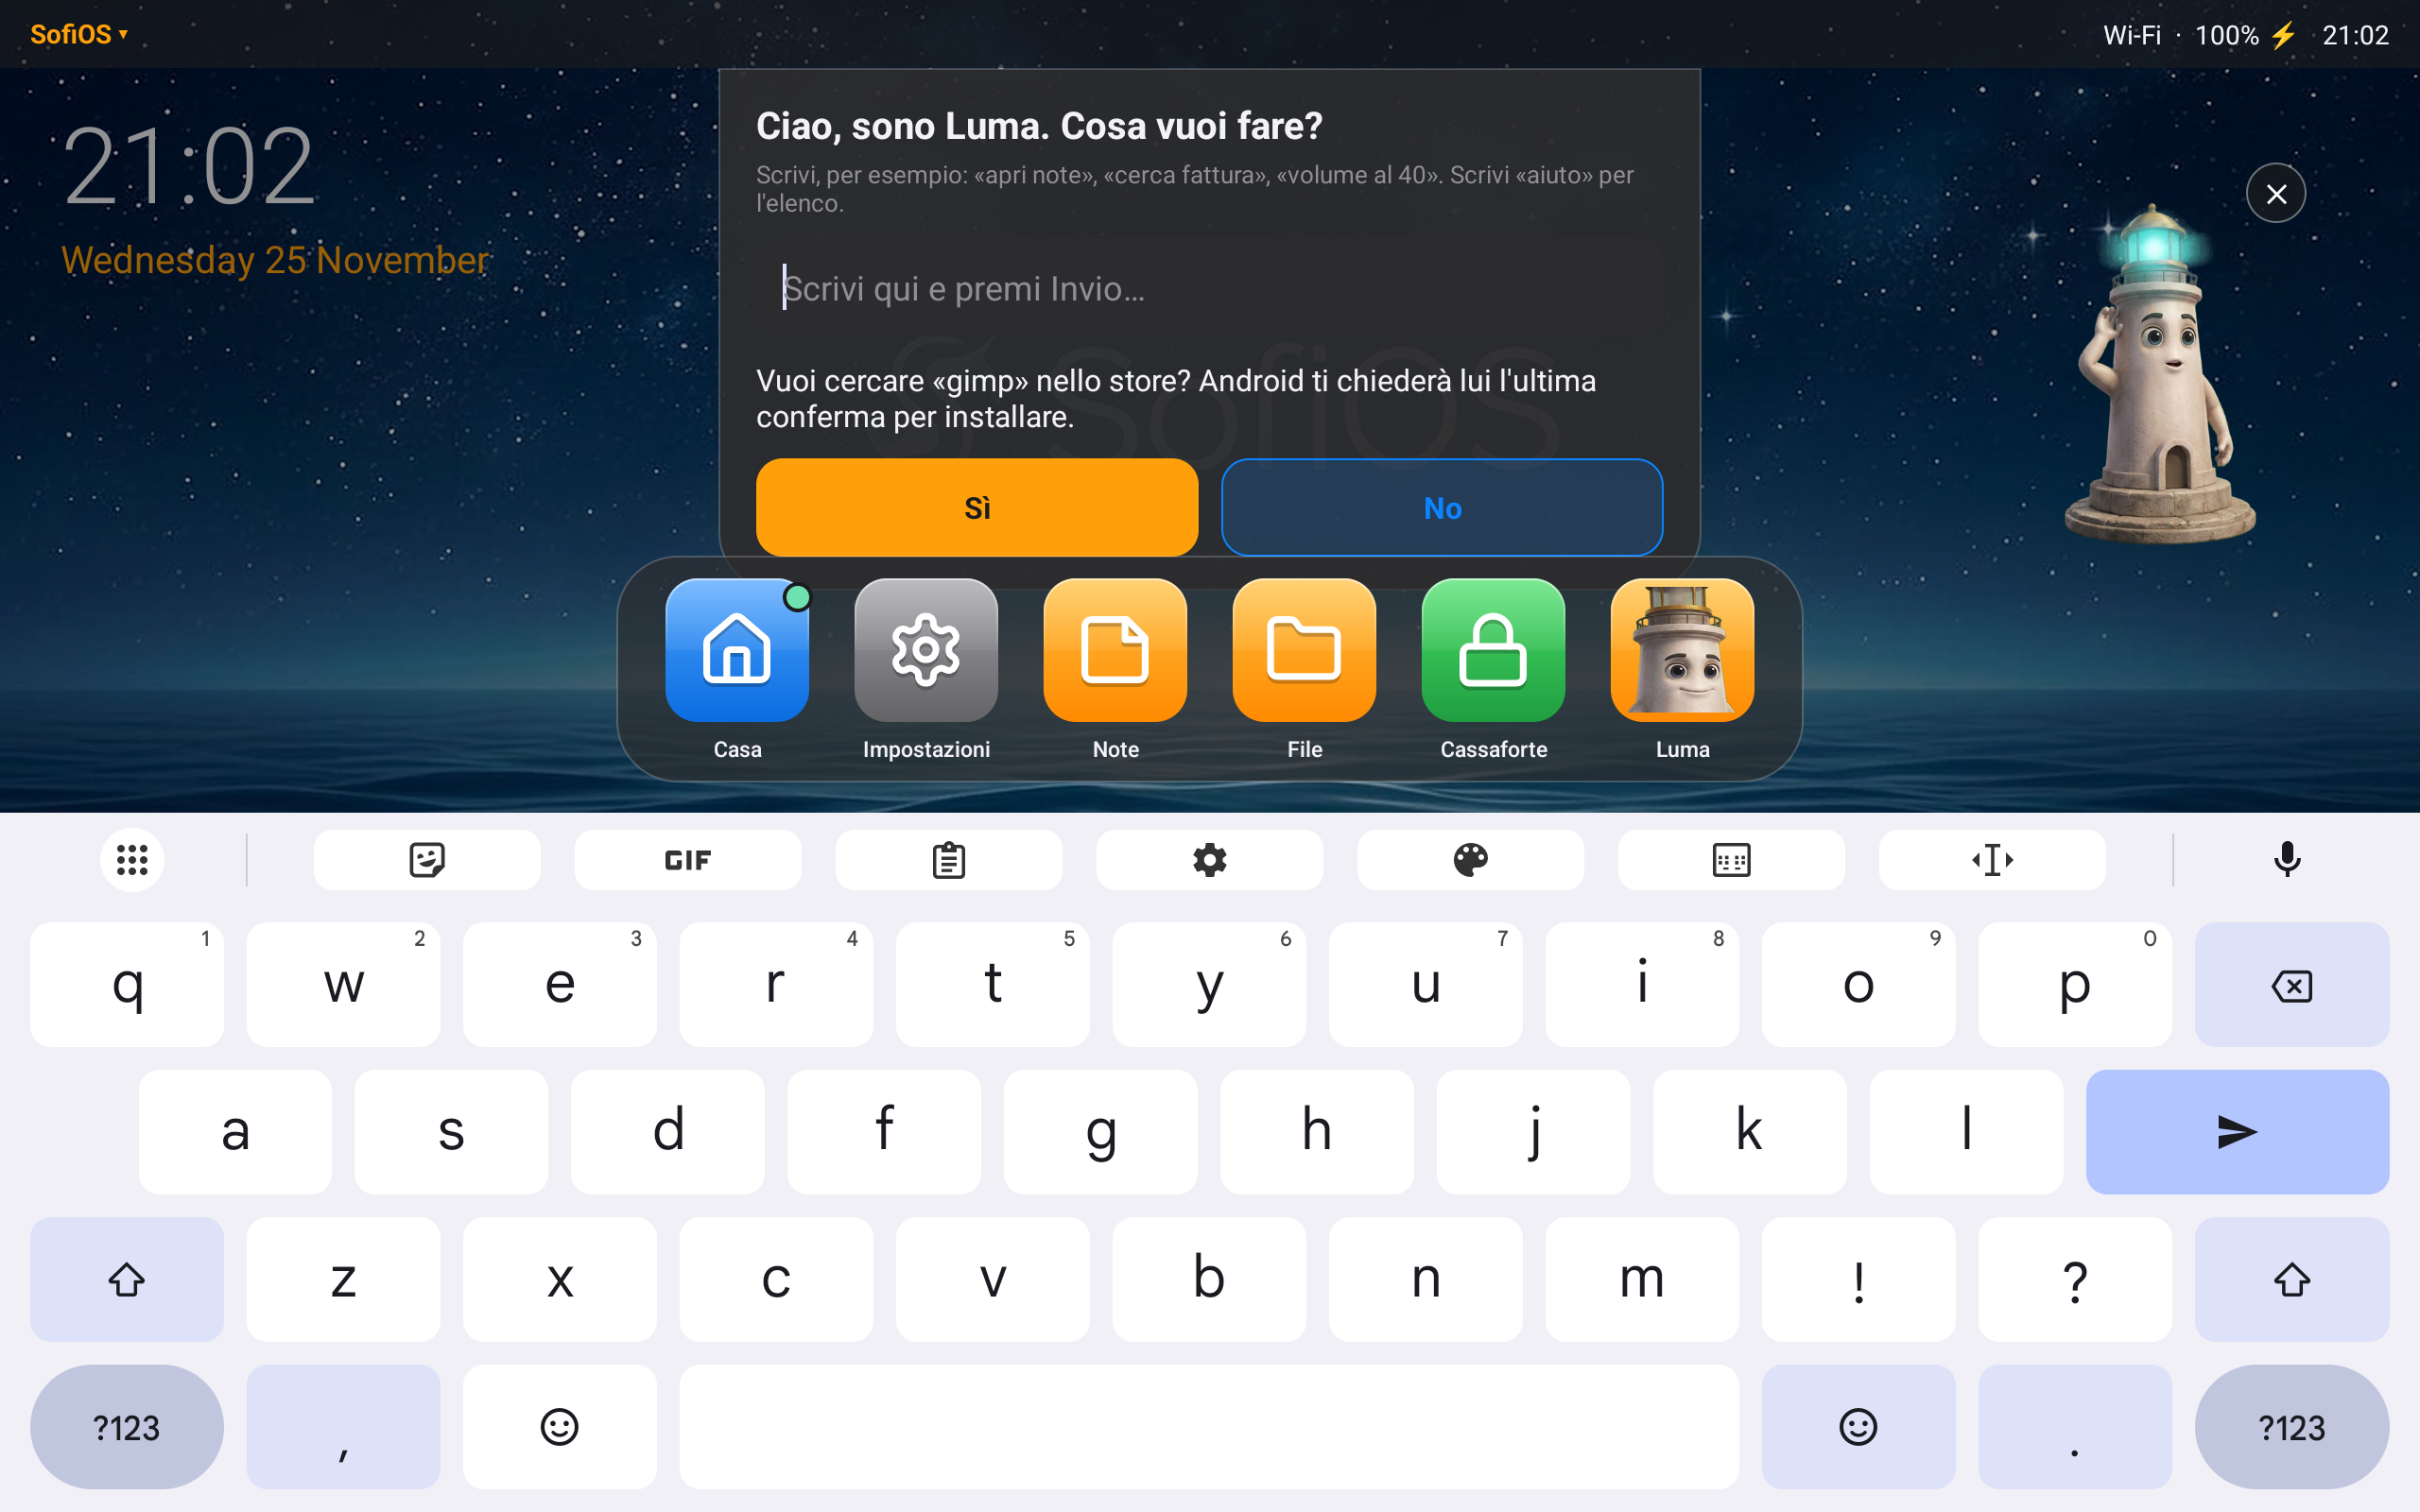 SofiOS ▾
Wi-Fi · 100% ⚡ 21:02
21:02
Wednesday 25 November
Ciao, sono Luma. Cosa vuoi fare?
Scrivi, per esempio: «apri note», «cerca fattura», «volume al 40». Scrivi «aiuto» per
l'elenco.
Scrivi qui e premi Invio…
SofiOS
Vuoi cercare «gimp» nello store? Android ti chiederà lui l'ultima
conferma per installare.
Sì No
Casa Impostazioni Note File Cassaforte Luma
GIF
1 2 3 4 5 6 7 8 9 0
q w e r t y u i o p
a s d f g h j k l
z x c v b n m ! ?
?123 , . ?123